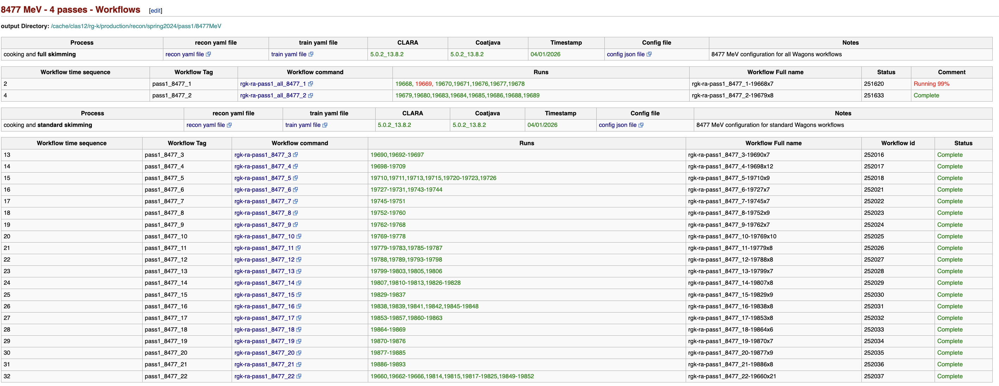 8477 MeV - 4 passes - Workflows [edit]
output Directory: /cache/clas12/rg-k/production/recon/spring2024/pass1/8477MeV
Process recon yaml file train yaml file CLARA Coatjava Timestamp Config file Notes
cooking and full skimming recon yaml file train yaml file 5.0.2_13.8.2 5.0.2_13.8.2 04/01/2026 config json file 8477 MeV configuration for all Wagons workflows
Workflow time sequence Workflow Tag Workflow command Runs Workflow Full name Status Comment
2 pass1_8477_1 rgk-ra-pass1_all_8477_1 19668, 19669, 19670,19671,19676,19677,19678 rgk-ra-pass1_8477_1-19668x7 251620 Running 99%
4 pass1_8477_2 rgk-ra-pass1_all_8477_2 19679,19680,19683,19684,19685,19686,19688,19689 rgk-ra-pass1_8477_2-19679x8 251633 Complete
Process recon yaml file train yaml file CLARA Coatjava Timestamp Config file Notes
cooking and standard skimming recon yaml file train yaml file 5.0.2_13.8.2 5.0.2_13.8.2 04/01/2026 config json file 8477 MeV configuration for standard Wagons workflows
Workflow time sequence Workflow Tag Workflow command Runs Workflow Full name Workflow id Status
13 pass1_8477_3 rgk-ra-pass1_8477_3 19690,19692-19697 rgk-ra-pass1_8477_3-19690x7 252016 Complete
14 pass1_8477_4 rgk-ra-pass1_8477_4 19698-19709 rgk-ra-pass1_8477_4-19698x12 252017 Complete
15 pass1_8477_5 rgk-ra-pass1_8477_5 19710,19711,19713,19715,19720-19723,19726 rgk-ra-pass1_8477_5-19710x9 252018 Complete
16 pass1_8477_6 rgk-ra-pass1_8477_6 19727-19731,19743-19744 rgk-ra-pass1_8477_6-19727x7 252021 Complete
17 pass1_8477_7 rgk-ra-pass1_8477_7 19745-19751 rgk-ra-pass1_8477_7-19745x7 252022 Complete
18 pass1_8477_8 rgk-ra-pass1_8477_8 19752-19760 rgk-ra-pass1_8477_8-19752x9 252023 Complete
19 pass1_8477_9 rgk-ra-pass1_8477_9 19762-19768 rgk-ra-pass1_8477_9-19762x7 252024 Complete
20 pass1_8477_10 rgk-ra-pass1_8477_10 19769-19778 rgk-ra-pass1_8477_10-19769x10 252025 Complete
21 pass1_8477_11 rgk-ra-pass1_8477_11 19779-19783,19785-19787 rgk-ra-pass1_8477_11-19779x8 252026 Complete
22 pass1_8477_12 rgk-ra-pass1_8477_12 19788,19789,19793-19798 rgk-ra-pass1_8477_12-19788x8 252027 Complete
23 pass1_8477_13 rgk-ra-pass1_8477_13 19799-19803,19805,19806 rgk-ra-pass1_8477_13-19799x7 252028 Complete
24 pass1_8477_14 rgk-ra-pass1_8477_14 19807,19810-19813,19826-19828 rgk-ra-pass1_8477_14-19807x8 252029 Complete
25 pass1_8477_15 rgk-ra-pass1_8477_15 19829-19837 rgk-ra-pass1_8477_15-19829x9 252030 Complete
26 pass1_8477_16 rgk-ra-pass1_8477_16 19838,19839,19841,19842,19845-19848 rgk-ra-pass1_8477_16-19838x8 252031 Complete
27 pass1_8477_17 rgk-ra-pass1_8477_17 19853-19857,19860-19863 rgk-ra-pass1_8477_17-19853x8 252032 Complete
28 pass1_8477_18 rgk-ra-pass1_8477_18 19864-19869 rgk-ra-pass1_8477_18-19864x6 252033 Complete
29 pass1_8477_19 rgk-ra-pass1_8477_19 19870-19876 rgk-ra-pass1_8477_19-19870x7 252034 Complete
30 pass1_8477_20 rgk-ra-pass1_8477_20 19877-19885 rgk-ra-pass1_8477_20-19877x9 252035 Complete
31 pass1_8477_21 rgk-ra-pass1_8477_21 19886-19893 rgk-ra-pass1_8477_21-19886x8 252036 Complete
32 pass1_8477_22 rgk-ra-pass1_8477_22 19660,19662-19666,19814,19815,19817-19825,19849-19852 rgk-ra-pass1_8477_22-19660x21 252037 Complete